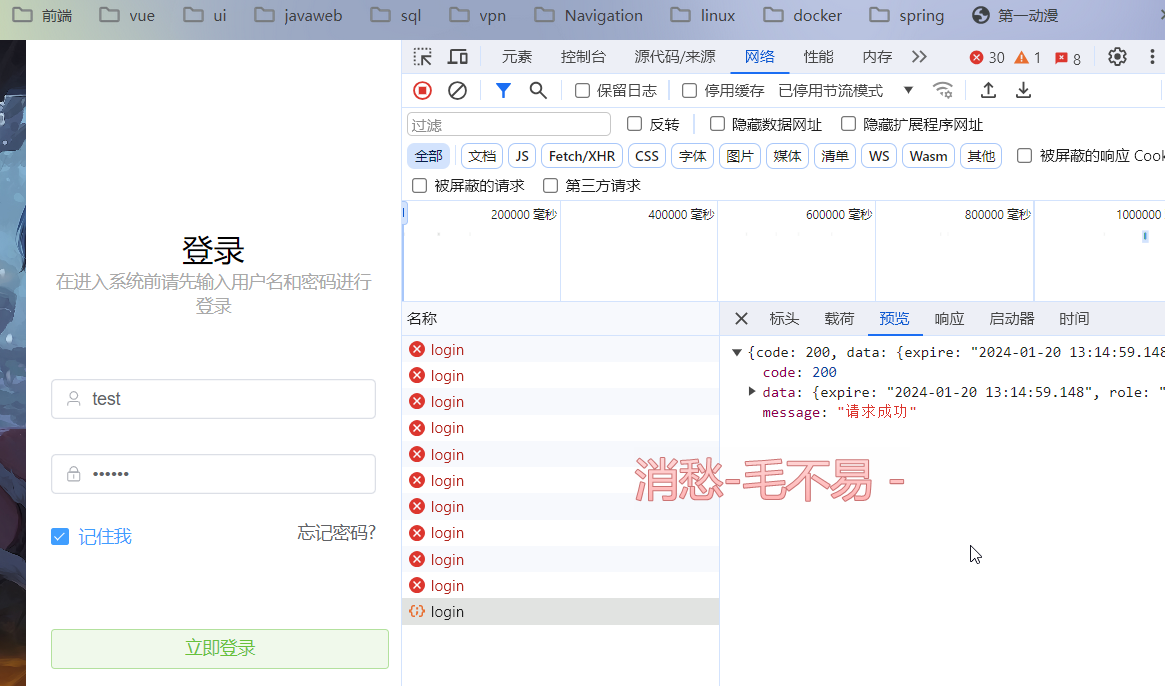 前端 vue ui javaweb sql vpn Navigation linux docker spring 第一动漫
元素 控制台 源代码/来源 网络 性能 内存 30 1 8
保留日志 停用缓存 已停用节流模式
过滤 反转 隐藏数据网址 隐藏扩展程序网址
全部 文档 JS Fetch/XHR CSS 字体 图片 媒体 清单 WS Wasm 其他 被屏蔽的响应 Cook
被屏蔽的请求 第三方请求
200000 毫秒 400000 毫秒 600000 毫秒 800000 毫秒 1000000
登录
在进入系统前请先输入用户名和密码进行
登录
test
••••••
记住我 忘记密码?
立即登录
名称
login
login
login
login
login
login
login
login
login
login
login
标头 载荷 预览 响应 启动器 时间
{code: 200, data: {expire: "2024-01-20 13:14:59.148
code: 200
data: {expire: "2024-01-20 13:14:59.148", role: "
message: "请求成功"
消愁-毛不易 -